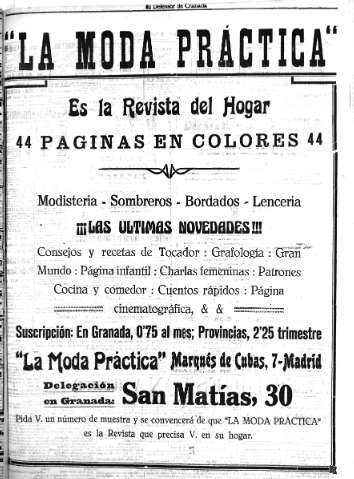 El Defensor de Granada
"LA MODA PRÁCTICA"
Es la Revista del Hogar
44 PAGINAS EN COLORES 44
Modisteria - Sombreros - Bordados - Lenceria
¡¡¡LAS ULTIMAS NOVEDADES!!!
Consejos y recetas de Tocador : Grafología : Gran
Mundo : Página infantil : Charlas femeninas : Patrones
Cocina y comedor : Cuentos rápidos : Página
cinematográfica, & &
Suscripción: En Granada, 0'75 al mes; Provincias, 2'25 trimestre
"La Moda Práctica" Marqués de Cubas, 7-Madrid
Delegación
en Granada: San Matías, 30
Pida V. un número de muestra y se convencerá de que "LA MODA PRACTICA"
es la Revista que precisa V. en su hogar.